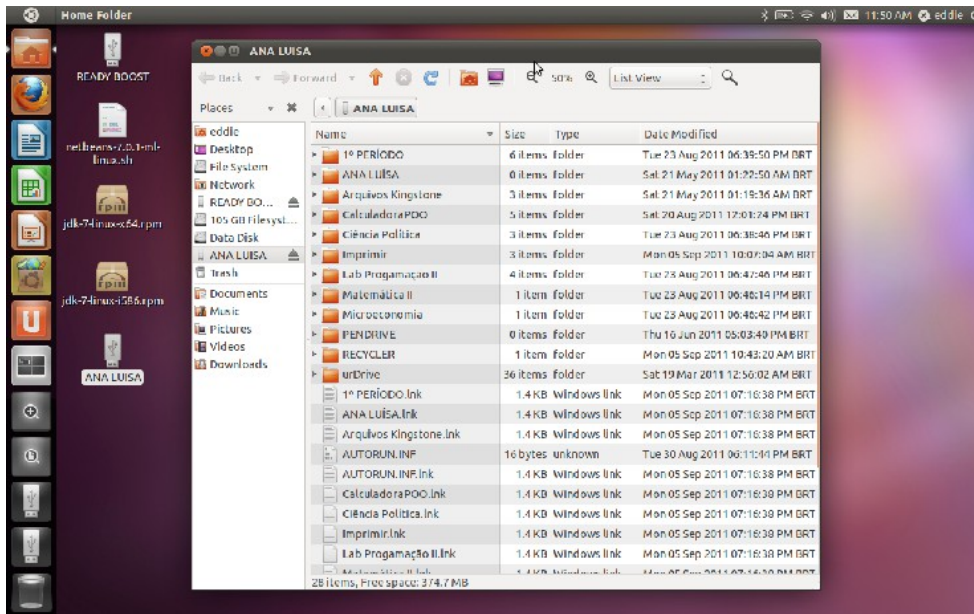 Home Folder
11:50 AM eddie
READY BOOST
netbeans-7.0.1-ml-
linux.sh
jdk-7-linux-x64.rpm
jdk-7-linux-i586.rpm
ANA LUISA
ANA LUISA
Back Forward 50% List View
Places ANA LUISA
eddie
Desktop
File System
Network
READY BO...
105 GB Filesyst...
Data Disk
ANA LUISA
Trash
Documents
Music
Pictures
Videos
Downloads
Name Size Type Date Modified
1º PERÍODO 6 items folder Tue 23 Aug 2011 06:39:50 PM BRT
ANA LUÍSA 0 items folder Sat 21 May 2011 01:22:50 AM BRT
Arquivos Kingstone 3 items folder Sat 21 May 2011 01:19:36 AM BRT
CalculadoraPOO 5 items folder Sat 20 Aug 2011 12:01:24 PM BRT
Ciência Política 3 items folder Tue 23 Aug 2011 06:38:46 PM BRT
Imprimir 3 items folder Mon 05 Sep 2011 10:07:04 AM BRT
Lab Progamação II 4 items folder Tue 23 Aug 2011 06:47:46 PM BRT
Matemática II 1 item folder Tue 23 Aug 2011 06:46:14 PM BRT
Microeconomia 1 item folder Tue 23 Aug 2011 06:46:42 PM BRT
PENDRIVE 0 items folder Thu 16 Jun 2011 05:03:40 PM BRT
RECYCLER 1 item folder Mon 05 Sep 2011 10:43:20 AM BRT
urDrive 36 items folder Sat 19 Mar 2011 12:56:02 AM BRT
1º PERÍODO.lnk 1.4 KB Windows link Mon 05 Sep 2011 07:16:38 PM BRT
ANA LUÍSA.lnk 1.4 KB Windows link Mon 05 Sep 2011 07:16:38 PM BRT
Arquivos Kingstone.lnk 1.4 KB Windows link Mon 05 Sep 2011 07:16:38 PM BRT
AUTORUN.INF 16 bytes unknown Tue 30 Aug 2011 06:11:44 PM BRT
AUTORUN.INF.lnk 1.4 KB Windows link Mon 05 Sep 2011 07:16:38 PM BRT
CalculadoraPOO.lnk 1.4 KB Windows link Mon 05 Sep 2011 07:16:38 PM BRT
Ciência Política.lnk 1.4 KB Windows link Mon 05 Sep 2011 07:16:38 PM BRT
Imprimir.lnk 1.4 KB Windows link Mon 05 Sep 2011 07:16:38 PM BRT
Lab Progamação II.lnk 1.4 KB Windows link Mon 05 Sep 2011 07:16:38 PM BRT
28 items, Free space: 374.7 MB